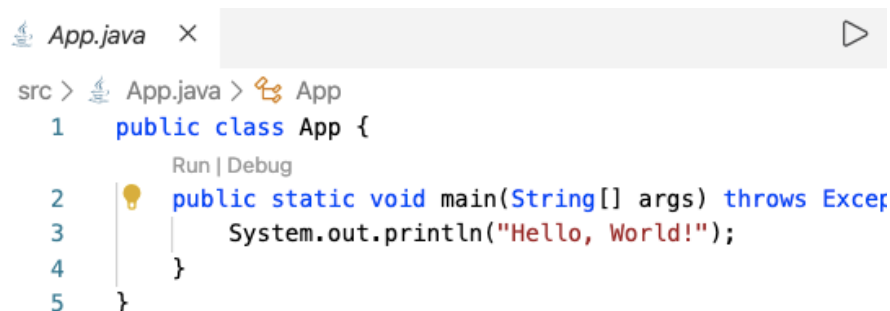 App.java
src > App.java > App
1 public class App {
Run | Debug
2 public static void main(String[] args) throws Excep
3 System.out.println("Hello, World!");
4 }
5 }